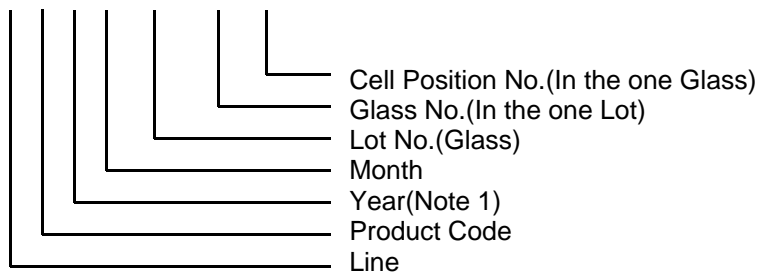 Cell Position No.(In the one Glass)
Glass No.(In the one Lot)
Lot No.(Glass)
Month
Year(Note 1)
Product Code
Line